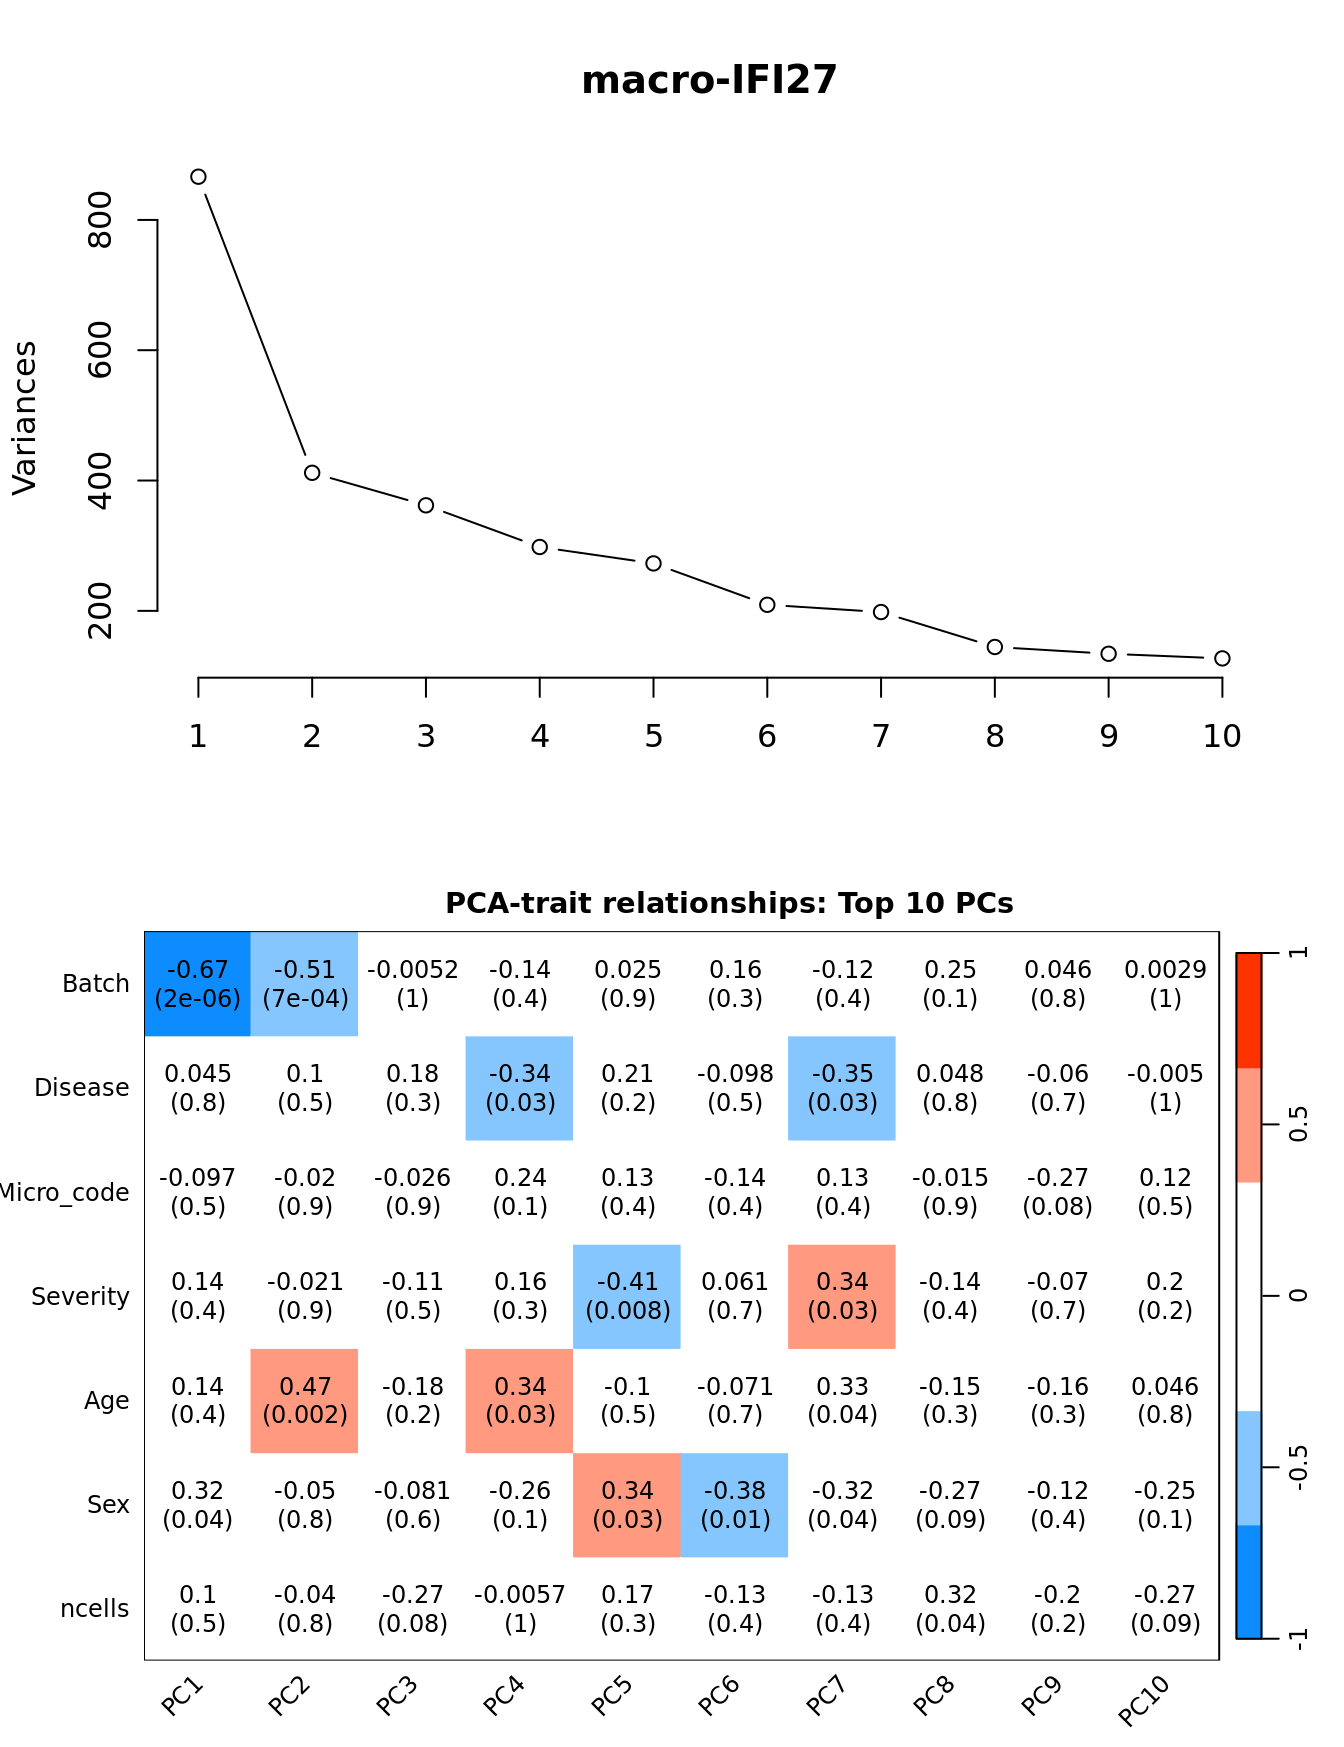 macro-IFI27
Variances
800
600
400
200
1 2 3 4 5 6 7 8 9 10
PCA-trait relationships: Top 10 PCs
Batch -0.67 -0.51 -0.0052 -0.14 0.025 0.16 -0.12 0.25 0.046 0.0029
(2e-06) (7e-04) (1) (0.4) (0.9) (0.3) (0.4) (0.1) (0.8) (1)
Disease 0.045 0.1 0.18 -0.34 0.21 -0.098 -0.35 0.048 -0.06 -0.005
(0.8) (0.5) (0.3) (0.03) (0.2) (0.5) (0.03) (0.8) (0.7) (1)
Micro_code -0.097 -0.02 -0.026 0.24 0.13 -0.14 0.13 -0.015 -0.27 0.12
(0.5) (0.9) (0.9) (0.1) (0.4) (0.4) (0.4) (0.9) (0.08) (0.5)
Severity 0.14 -0.021 -0.11 0.16 -0.41 0.061 0.34 -0.14 -0.07 0.2
(0.4) (0.9) (0.5) (0.3) (0.008) (0.7) (0.03) (0.4) (0.7) (0.2)
Age 0.14 0.47 -0.18 0.34 -0.1 -0.071 0.33 -0.15 -0.16 0.046
(0.4) (0.002) (0.2) (0.03) (0.5) (0.7) (0.04) (0.3) (0.3) (0.8)
Sex 0.32 -0.05 -0.081 -0.26 0.34 -0.38 -0.32 -0.27 -0.12 -0.25
(0.04) (0.8) (0.6) (0.1) (0.03) (0.01) (0.04) (0.09) (0.4) (0.1)
ncells 0.1 -0.04 -0.27 -0.0057 0.17 -0.13 -0.13 0.32 -0.2 -0.27
(0.5) (0.8) (0.08) (1) (0.3) (0.4) (0.4) (0.04) (0.2) (0.09)
PC1 PC2 PC3 PC4 PC5 PC6 PC7 PC8 PC9 PC10
1
0.5
0
-0.5
-1